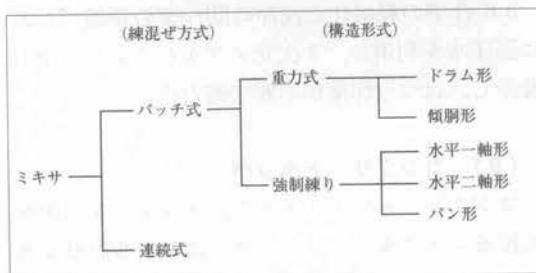 (練混ぜ方式) (構造形式)
重力式 ドラム形
バッチ式 傾胴形
水平一軸形
ミキサ 強制練り 水平二軸形
パン形
連続式